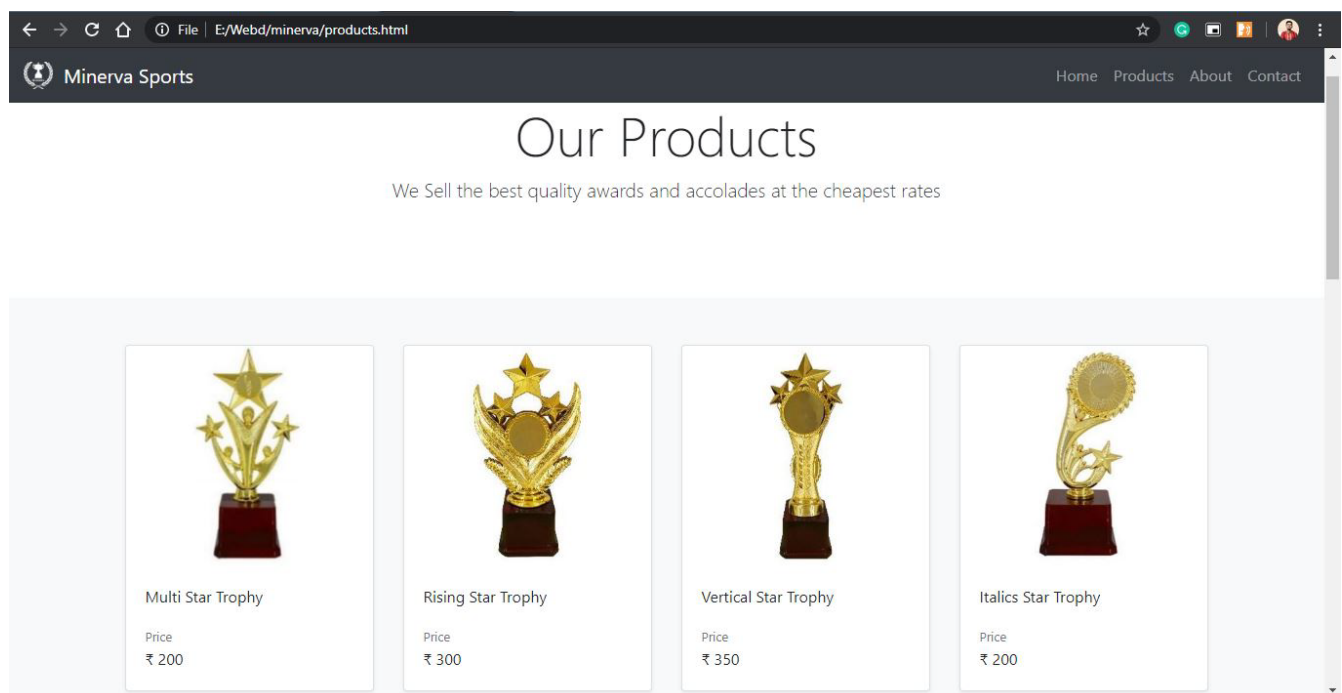 File E:/Webd/minerva/products.html
Minerva Sports
Home Products About Contact
Our Products
We Sell the best quality awards and accolades at the cheapest rates
Multi Star Trophy
Price
₹ 200
Rising Star Trophy
Price
₹ 300
Vertical Star Trophy
Price
₹ 350
Italics Star Trophy
Price
₹ 200